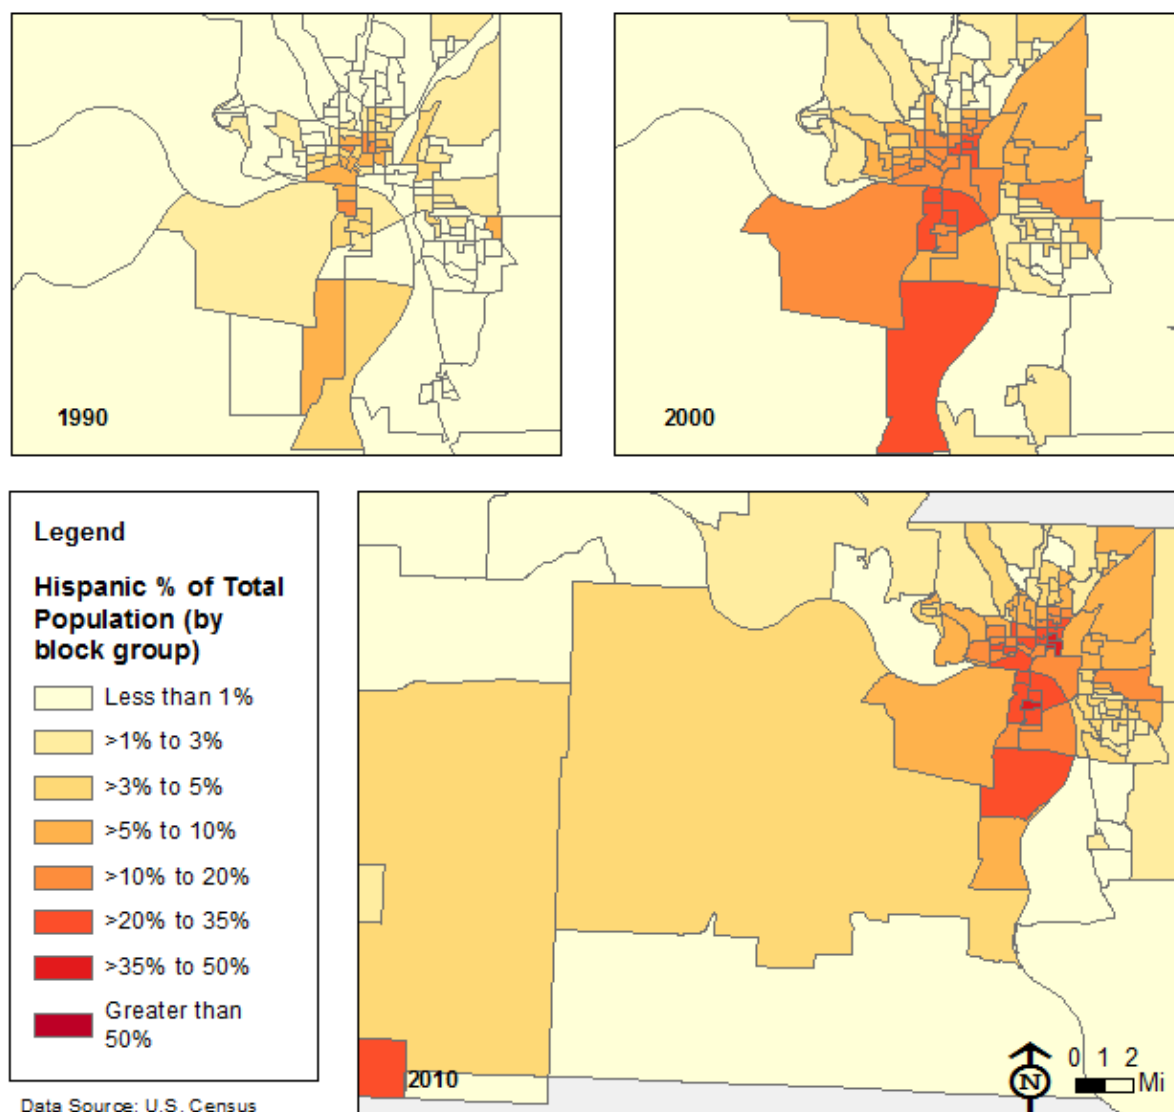 1990
2000
Legend
Hispanic % of Total
Population (by
block group)
Less than 1%
>1% to 3%
>3% to 5%
>5% to 10%
>10% to 20%
>20% to 35%
>35% to 50%
Greater than
50%
Data Source: U.S. Census
2010
N
0 1 2
Mi